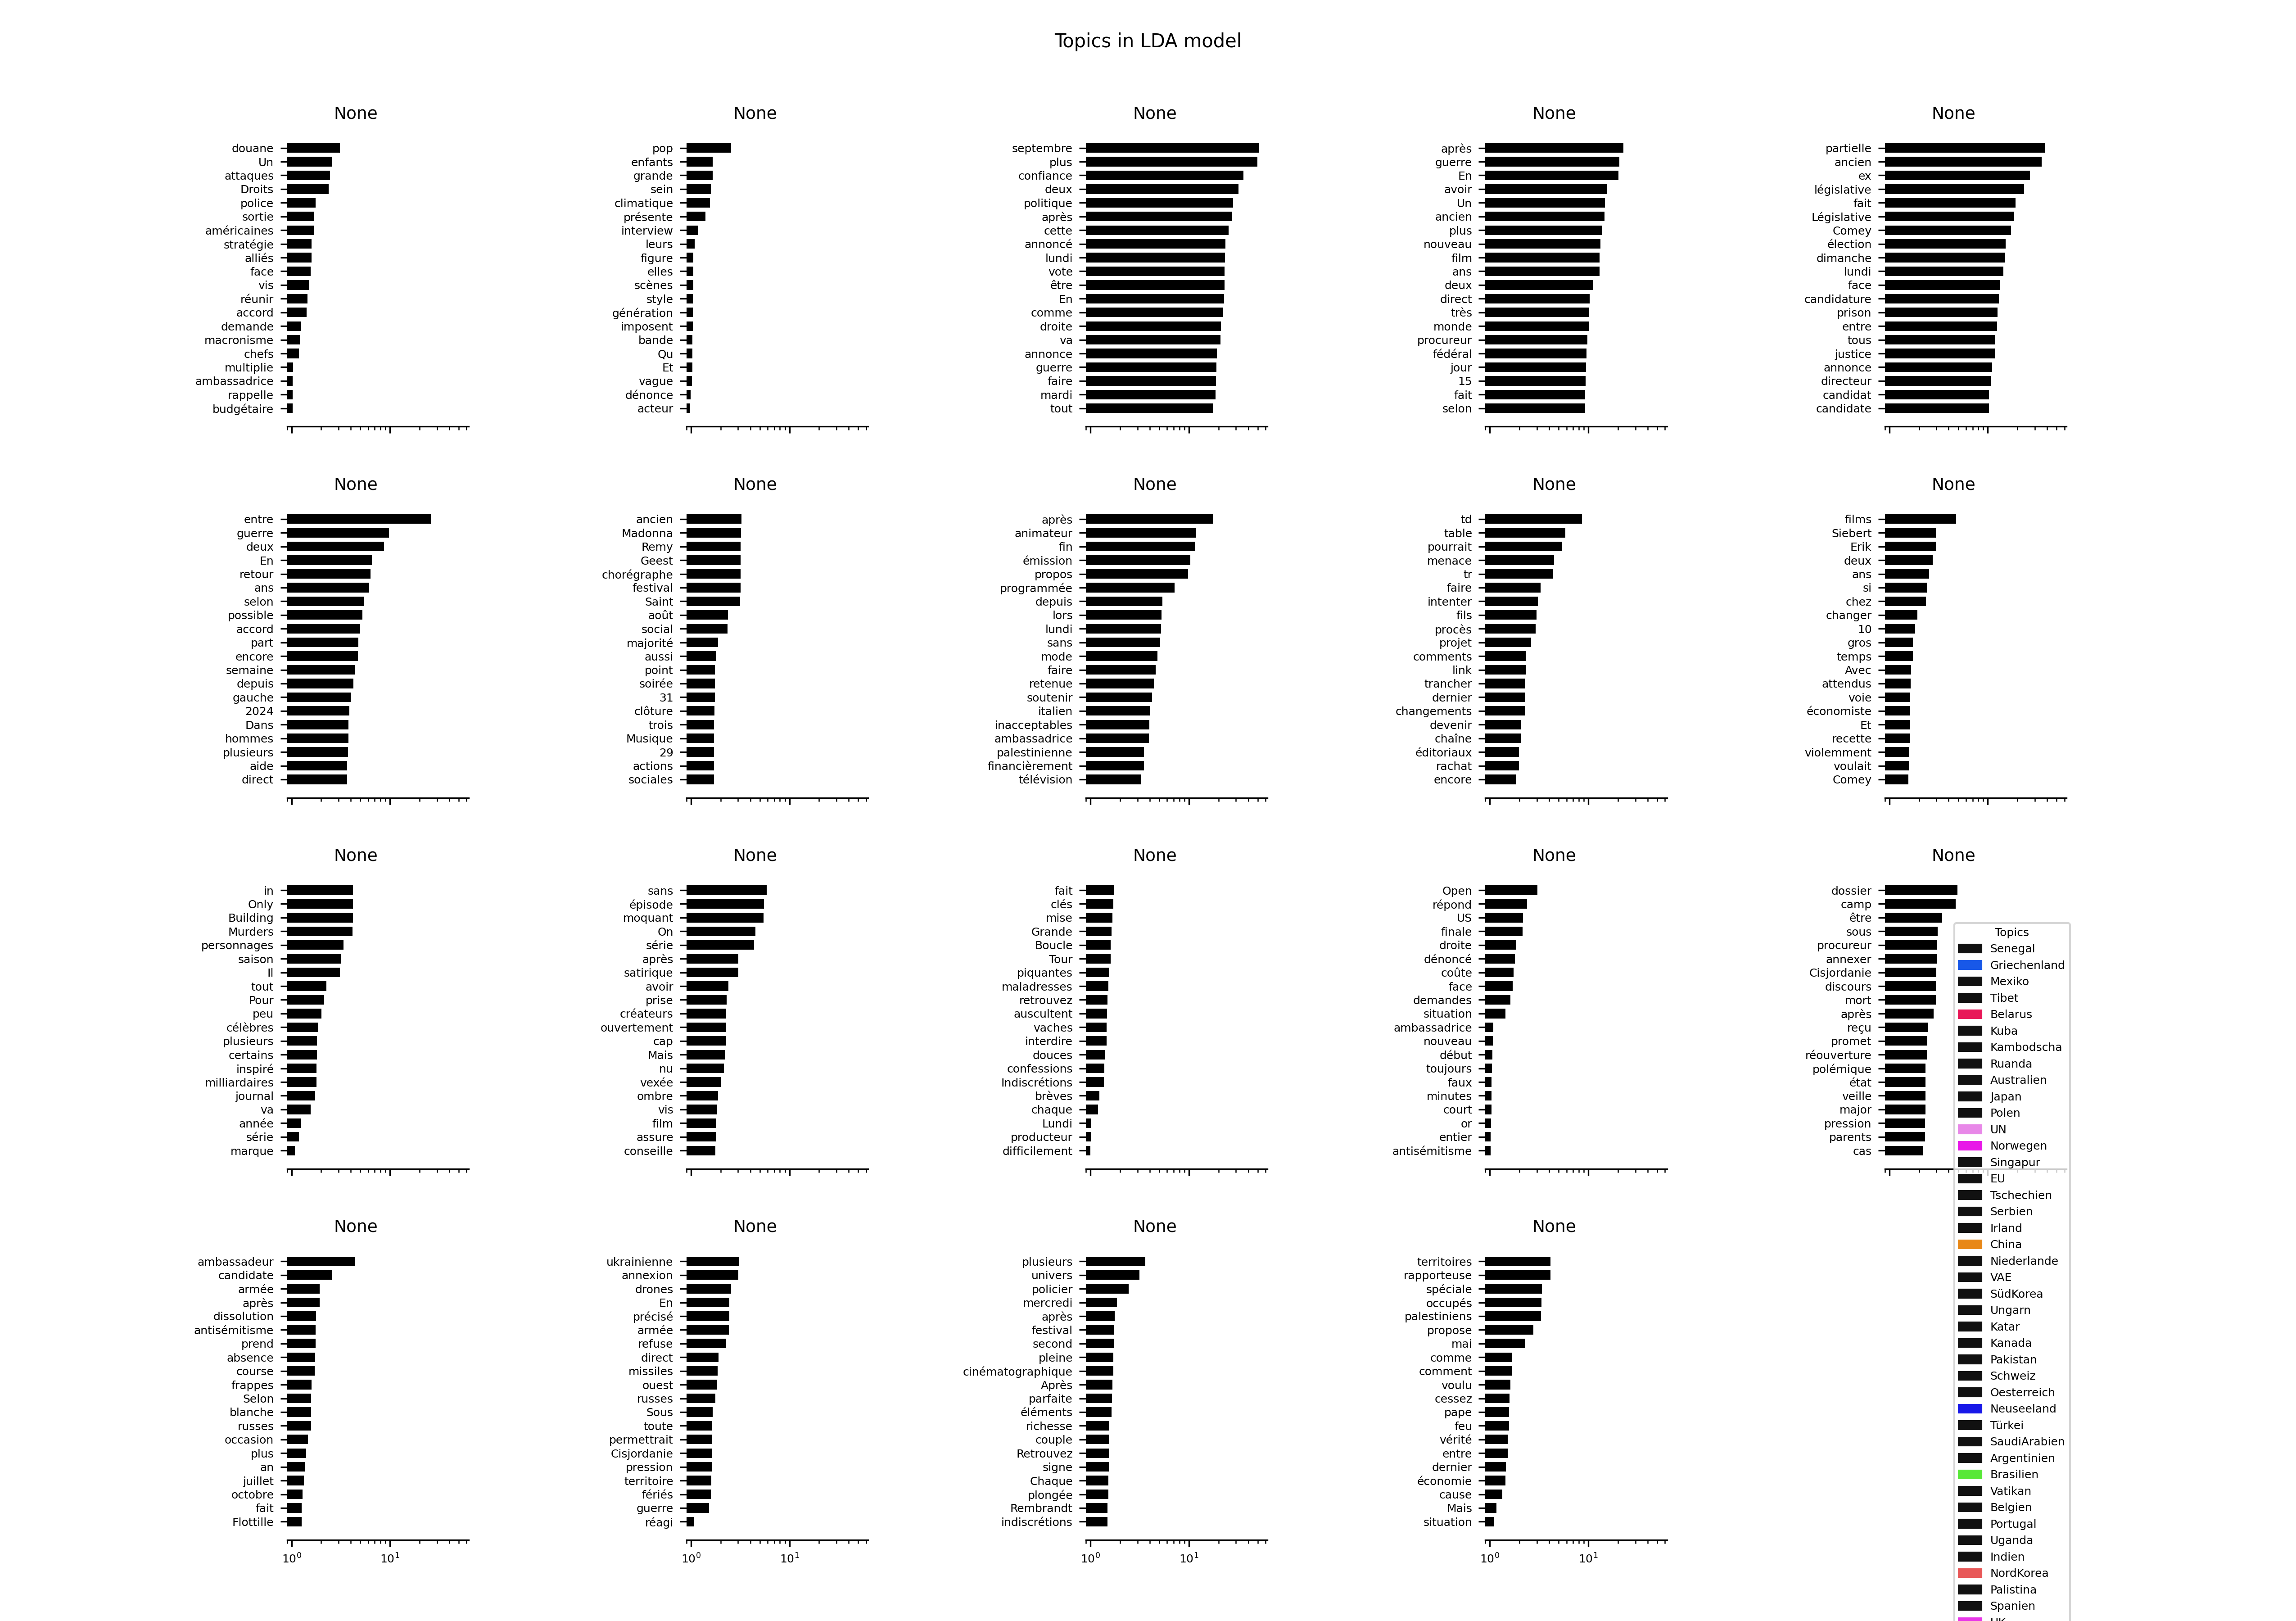 Topics in LDA model
None
douane
Un
attaques
Droits
police
sortie
américaines
stratégie
alliés
face
vis
réunir
accord
demande
macronisme
chefs
multiplie
ambassadrice
rappelle
budgétaire
None
pop
enfants
grande
sein
climatique
présente
interview
leurs
figure
elles
scènes
style
génération
imposent
bande
Qu
Et
vague
dénonce
acteur
None
septembre
plus
confiance
deux
politique
après
cette
annoncé
lundi
vote
être
En
comme
droite
va
annonce
guerre
faire
mardi
tout
None
après
guerre
En
avoir
Un
ancien
plus
nouveau
film
ans
deux
direct
très
monde
procureur
fédéral
jour
15
fait
selon
None
partielle
ancien
ex
législative
fait
Législative
Comey
élection
dimanche
lundi
face
candidature
prison
entre
tous
justice
annonce
directeur
candidat
candidate
None
entre
guerre
deux
En
retour
ans
selon
possible
accord
part
encore
semaine
depuis
gauche
2024
Dans
hommes
plusieurs
aide
direct
None
ancien
Madonna
Remy
Geest
chorégraphe
festival
Saint
août
social
majorité
aussi
point
soirée
31
clôture
trois
Musique
29
actions
sociales
None
après
animateur
fin
émission
propos
programmée
depuis
lors
lundi
sans
mode
faire
retenue
soutenir
italien
inacceptables
ambassadrice
palestinienne
financièrement
télévision
None
td
table
pourrait
menace
tr
faire
intenter
fils
procès
projet
comments
link
trancher
dernier
changements
devenir
chaîne
éditoriaux
rachat
encore
None
films
Siebert
Erik
deux
ans
si
chez
changer
10
gros
temps
Avec
attendus
voie
économiste
Et
recette
violemment
voulait
Comey
None
in
Only
Building
Murders
personnages
saison
Il
tout
Pour
peu
célèbres
plusieurs
certains
inspiré
milliardaires
journal
va
année
série
marque
None
sans
épisode
moquant
On
série
après
satirique
avoir
prise
créateurs
ouvertement
cap
Mais
nu
vexée
ombre
vis
film
assure
conseille
None
fait
clés
mise
Grande
Boucle
Tour
piquantes
maladresses
retrouvez
auscultent
vaches
interdire
douces
confessions
Indiscrétions
brèves
chaque
Lundi
producteur
difficilement
None
Open
répond
US
finale
droite
dénoncé
coûte
face
demandes
situation
ambassadrice
nouveau
début
toujours
faux
minutes
court
or
entier
antisémitisme
None
dossier
camp
être
sous
procureur
annexer
Cisjordanie
discours
mort
après
reçu
promet
réouverture
polémique
état
veille
major
pression
parents
cas
None
ambassadeur
candidate
armée
après
dissolution
antisémitisme
prend
absence
course
frappes
Selon
blanche
russes
occasion
plus
an
juillet
octobre
fait
Flottille
10⁰ 10¹
None
ukrainienne
annexion
drones
En
précisé
armée
refuse
direct
missiles
ouest
russes
Sous
toute
permettrait
Cisjordanie
pression
territoire
fériés
guerre
réagi
10⁰ 10¹
None
plusieurs
univers
policier
mercredi
après
festival
second
pleine
cinématographique
Après
parfaite
éléments
richesse
couple
Retrouvez
signe
Chaque
plongée
Rembrandt
indiscrétions
10⁰ 10¹
None
territoires
rapporteuse
spéciale
occupés
palestiniens
propose
mai
comme
comment
voulu
cessez
pape
feu
vérité
entre
dernier
économie
cause
Mais
situation
10⁰ 10¹
Topics
Senegal
Griechenland
Mexiko
Tibet
Belarus
Kuba
Kambodscha
Ruanda
Australien
Japan
Polen
UN
Norwegen
Singapur
EU
Tschechien
Serbien
Irland
China
Niederlande
VAE
SüdKorea
Ungarn
Katar
Kanada
Pakistan
Schweiz
Oesterreich
Neuseeland
Türkei
SaudiArabien
Argentinien
Brasilien
Vatikan
Belgien
Portugal
Uganda
Indien
NordKorea
Palistina
Spanien